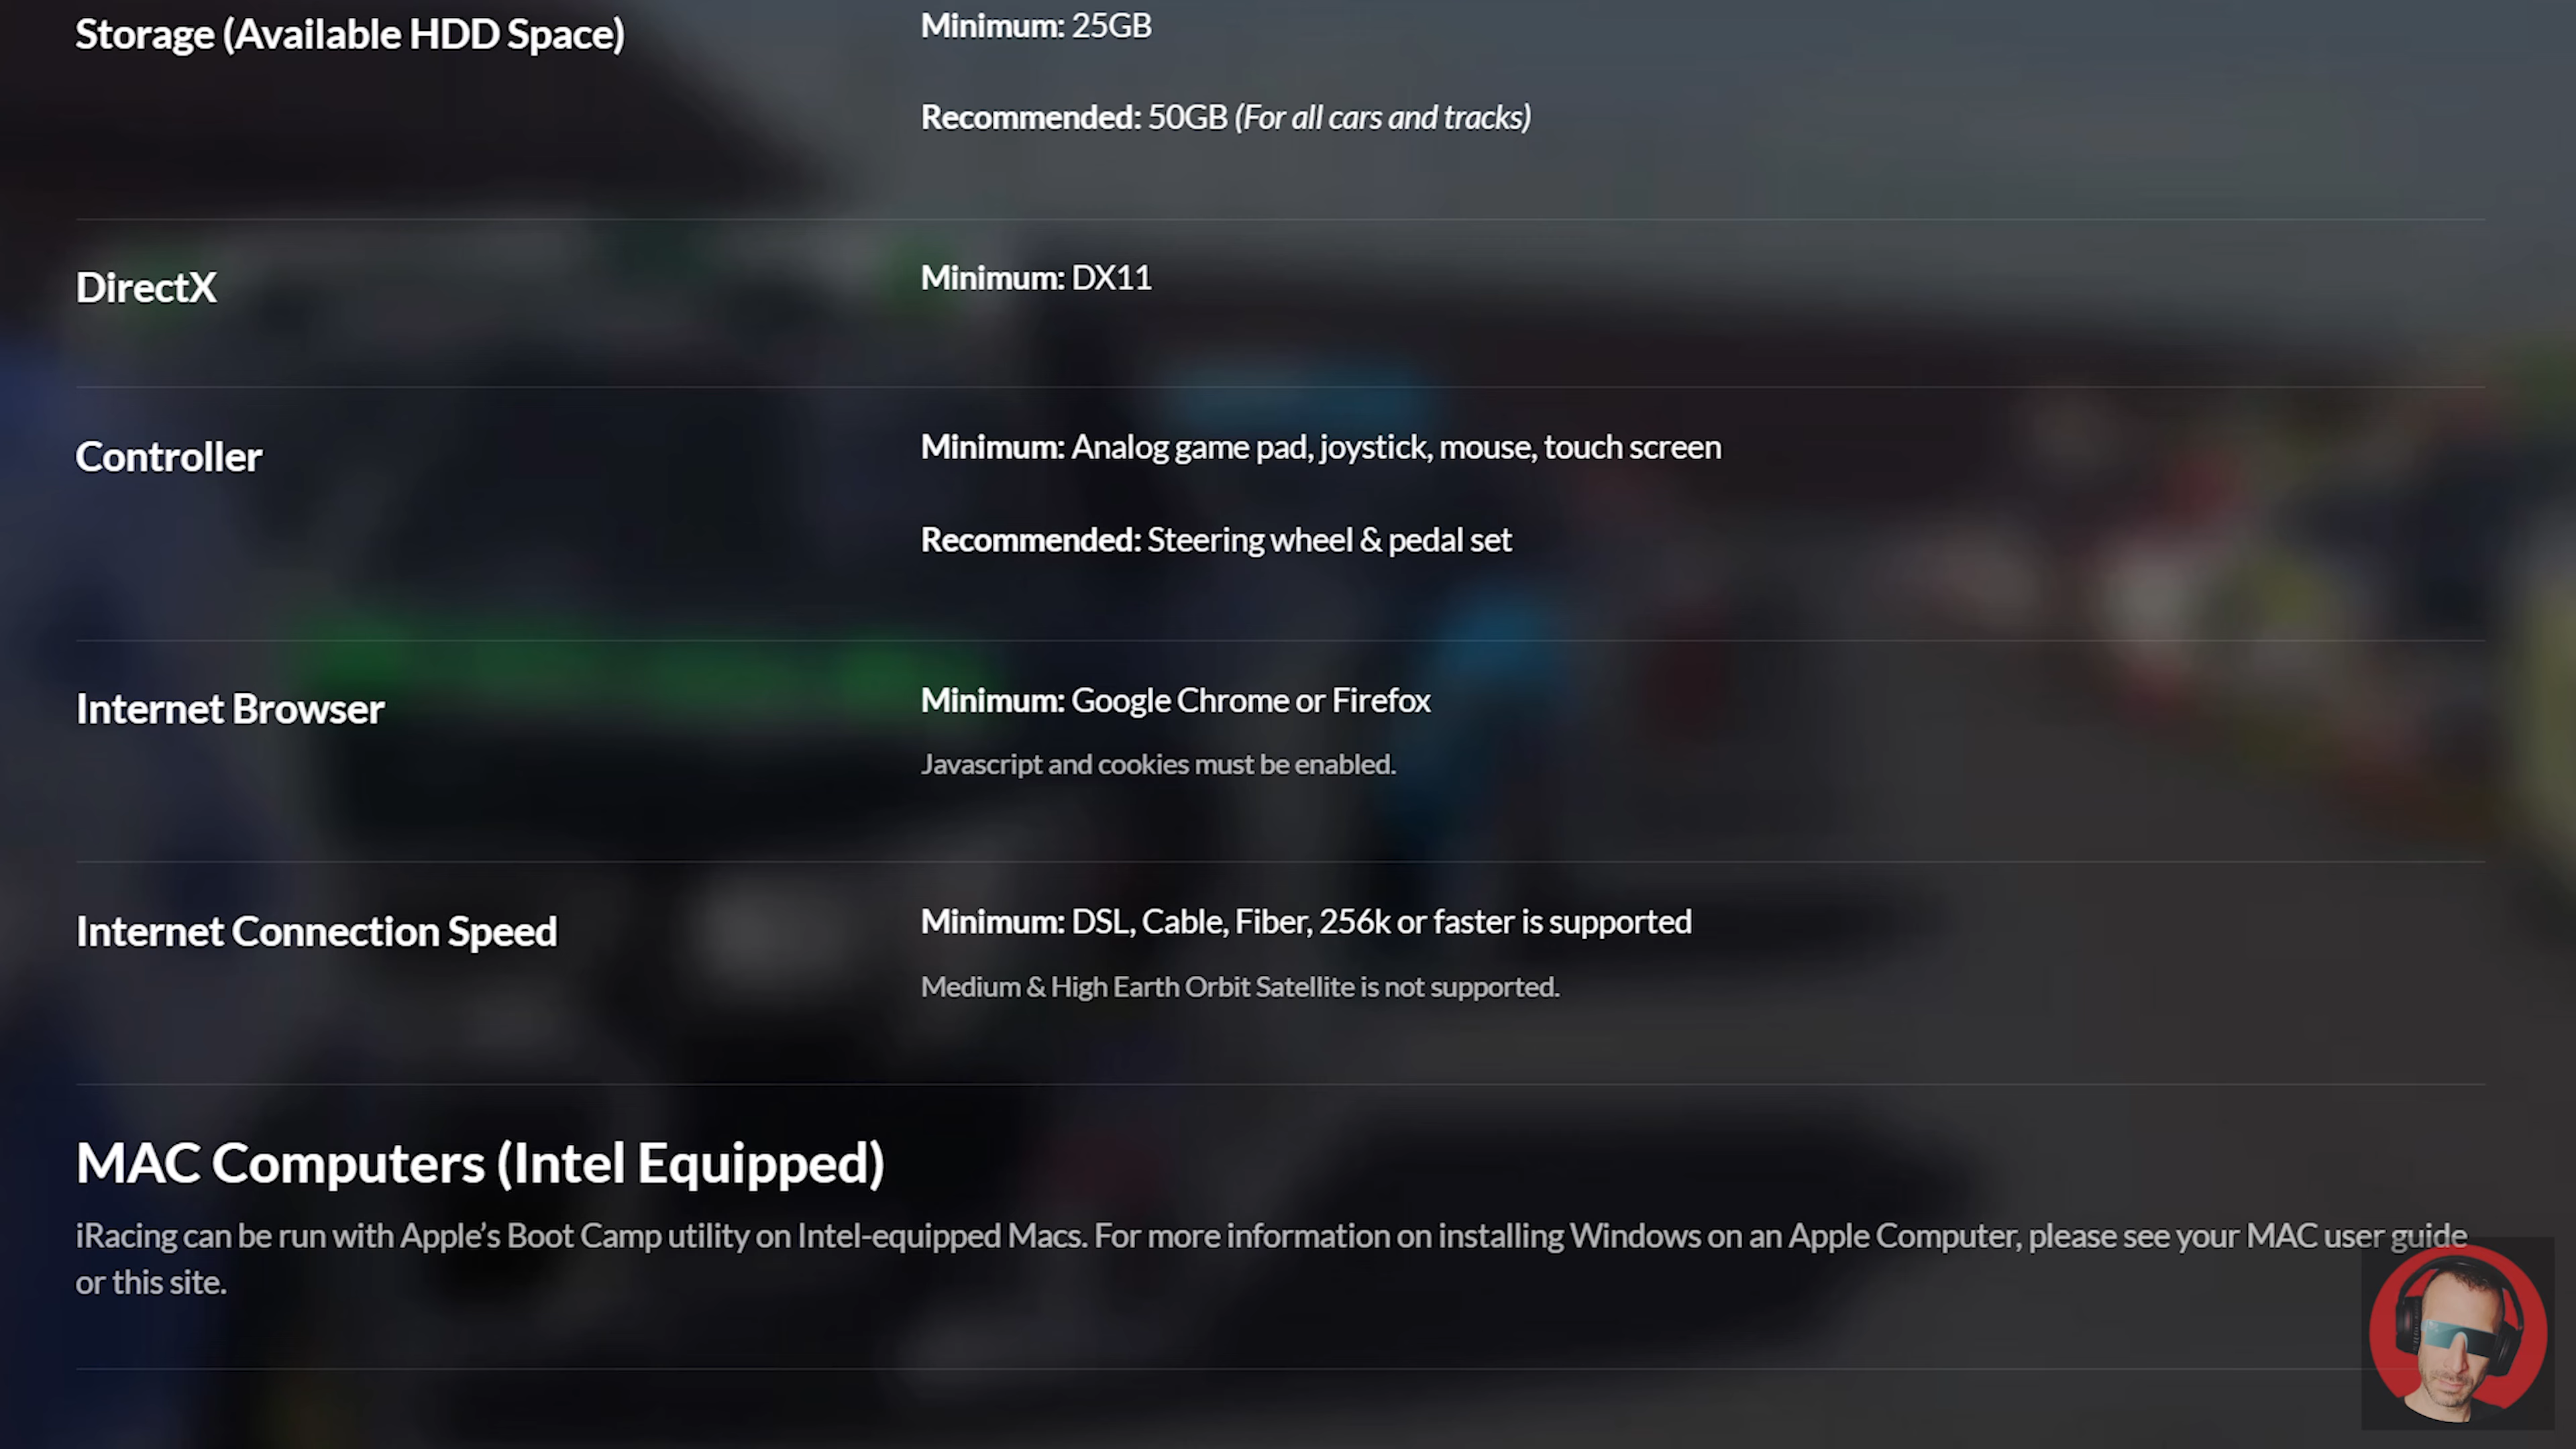 Storage (Available HDD Space)
Minimum: 25GB
Recommended: 50GB (For all cars and tracks)
DirectX
Minimum: DX11
Controller
Minimum: Analog game pad, joystick, mouse, touch screen
Recommended: Steering wheel & pedal set
Internet Browser
Minimum: Google Chrome or Firefox
Javascript and cookies must be enabled.
Internet Connection Speed
Minimum: DSL, Cable, Fiber, 256k or faster is supported
Medium & High Earth Orbit Satellite is not supported.
MAC Computers (Intel Equipped)
iRacing can be run with Apple’s Boot Camp utility on Intel-equipped Macs. For more information on installing Windows on an Apple Computer, please see your MAC user guide
or this site.